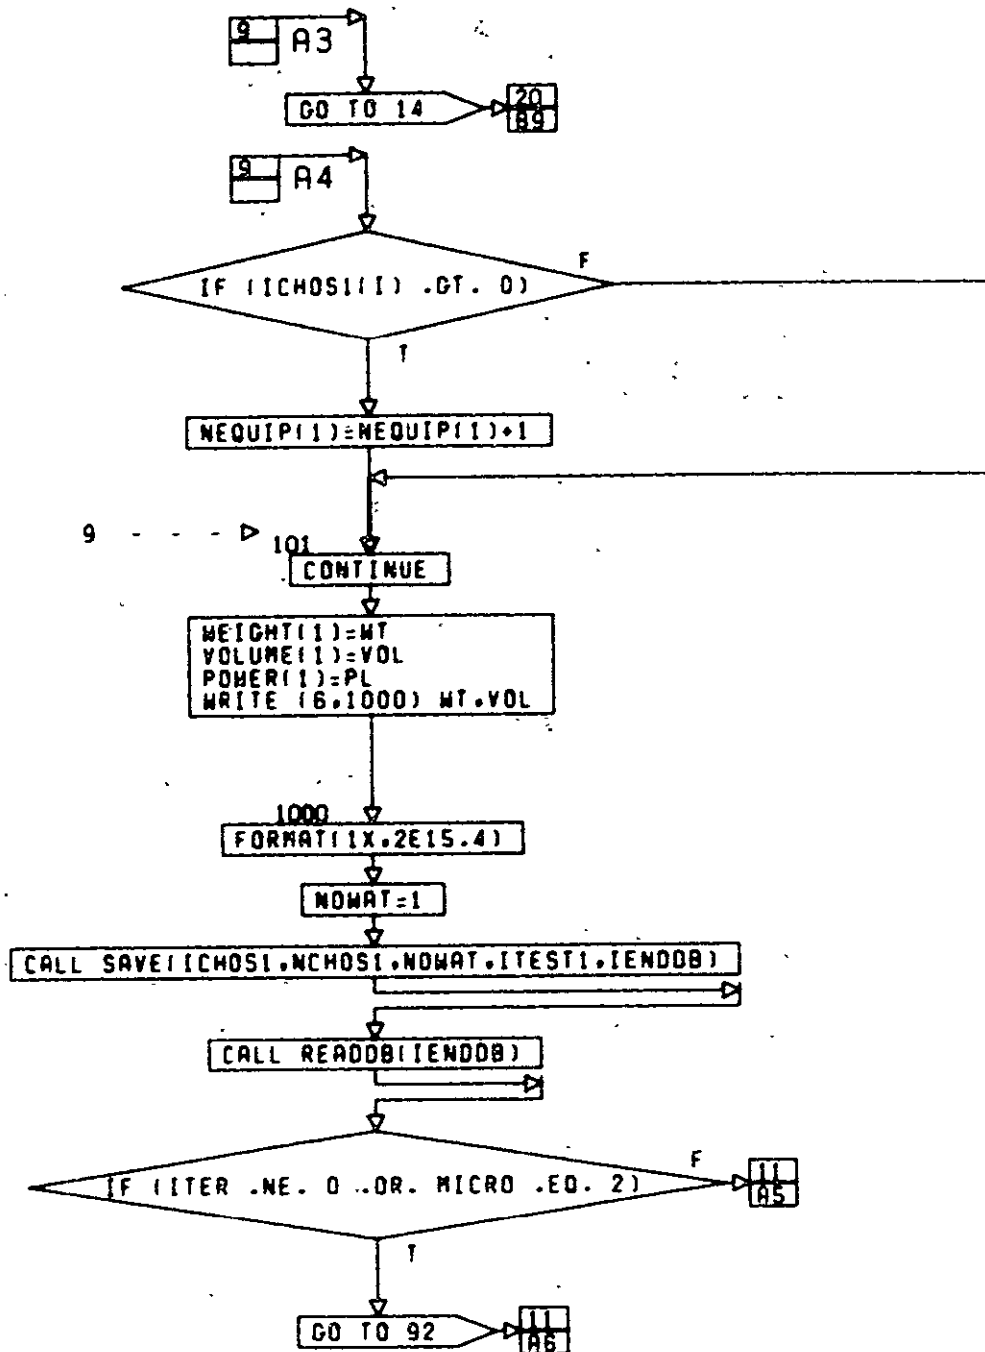 9 A3
GO TO 14
20
B9
9 A4
IF (ICHOS1(I) .GT. 0)
F
T
NEQUIP(1)=NEQUIP(1)+1
9 - - - 101
CONTINUE
WEIGHT(1)=WT
VOLUME(1)=VOL
POWER(1)=PL
WRITE (6,1000) WT,VOL
1000
FORMAT(1X,2E15.4)
NOWAT=1
CALL SAVE(ICHOS1,NCHOS1,NOWAT,ITEST1,IENDDB)
CALL READDB(IENDDB)
IF (ITER .NE. 0 .OR. MICRO .EQ. 2)
F
11
A5
T
GO TO 92
11
A6